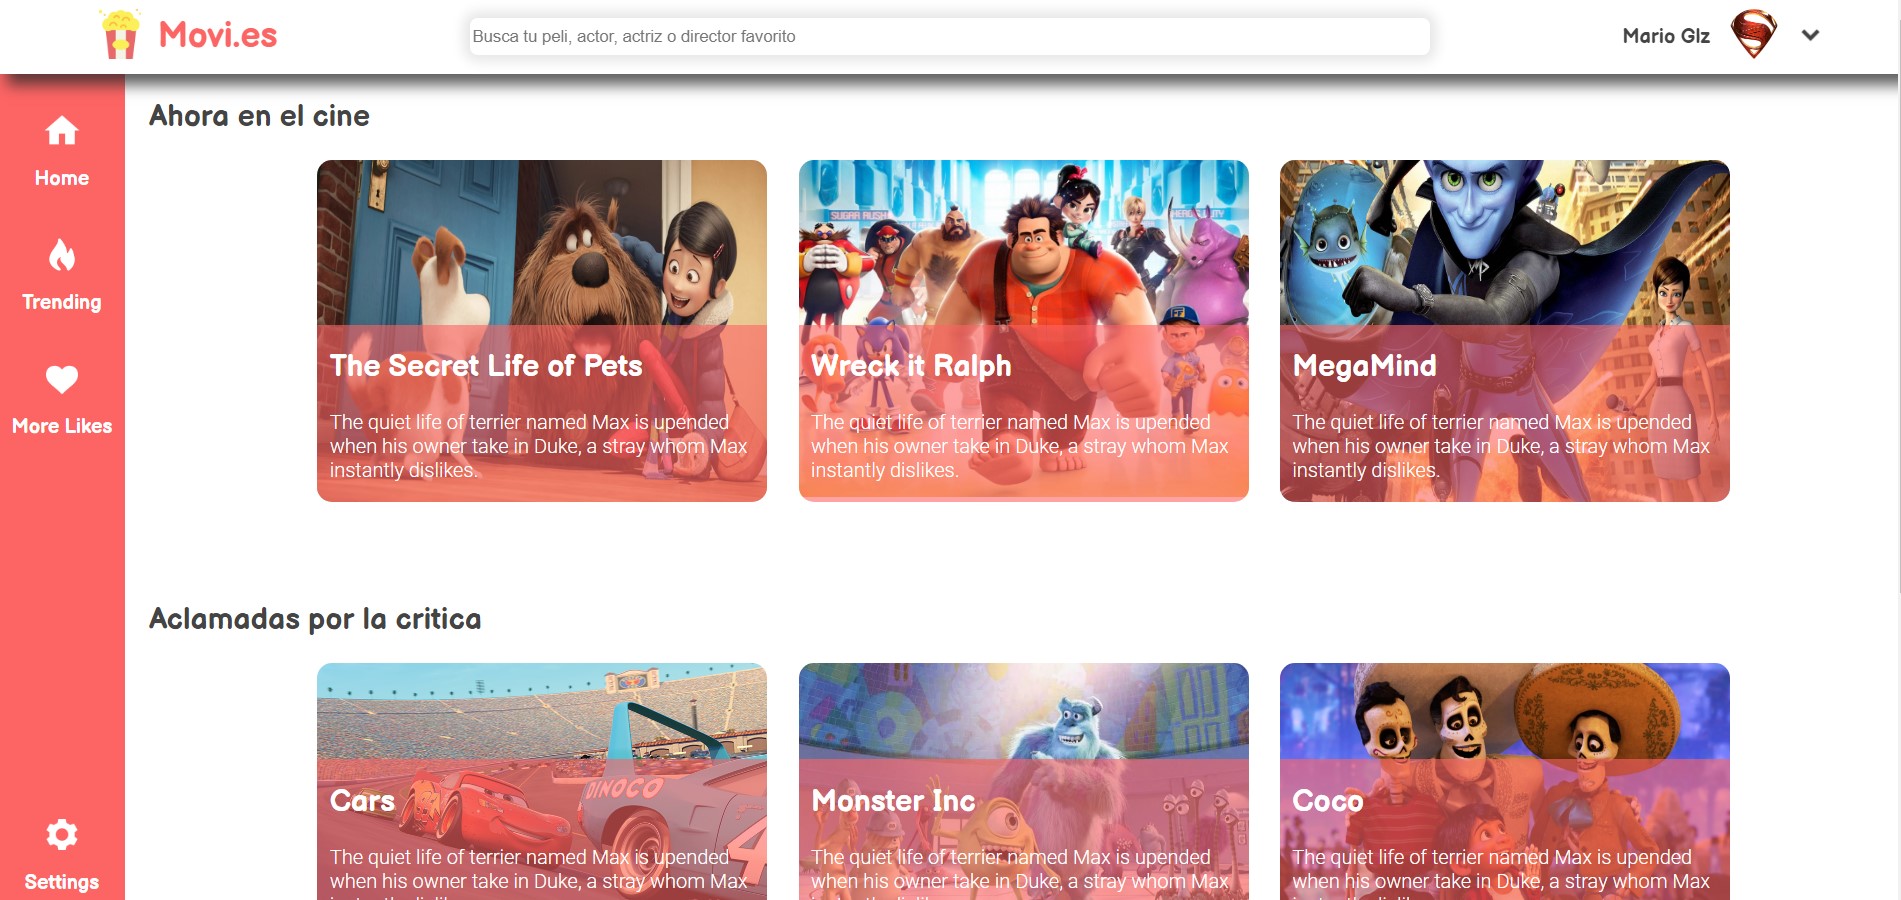 Movi.es
Busca tu peli, actor, actriz o director favorito
Mario Glz
Home
Trending
More Likes
Settings
Ahora en el cine
SUGAR RUSH
The Secret Life of Pets
The quiet life of terrier named Max is upended
when his owner take in Duke, a stray whom Max
instantly dislikes.
Wreck it Ralph
The quiet life of terrier named Max is upended
when his owner take in Duke, a stray whom Max
instantly dislikes.
MegaMind
The quiet life of terrier named Max is upended
when his owner take in Duke, a stray whom Max
instantly dislikes.
Aclamadas por la critica
DINOCO
4
Cars
The quiet life of terrier named Max is upended
when his owner take in Duke, a stray whom Max
Monster Inc
The quiet life of terrier named Max is upended
when his owner take in Duke, a stray whom Max
Coco
The quiet life of terrier named Max is upended
when his owner take in Duke, a stray whom Max